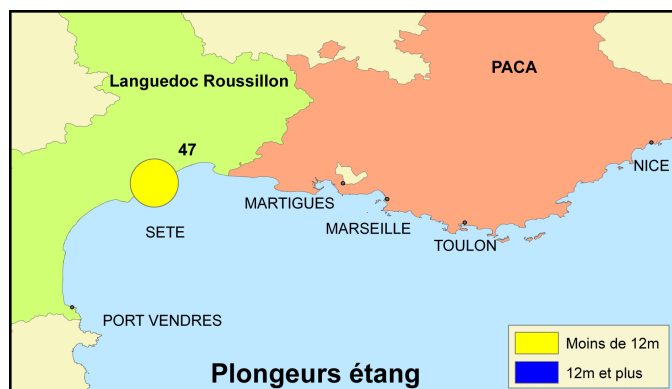 PACA
Languedoc Roussillon
47
NICE
MARTIGUES
MARSEILLE
SETE
TOULON
PORT VENDRES
Moins de 12m
12m et plus
Plongeurs étang